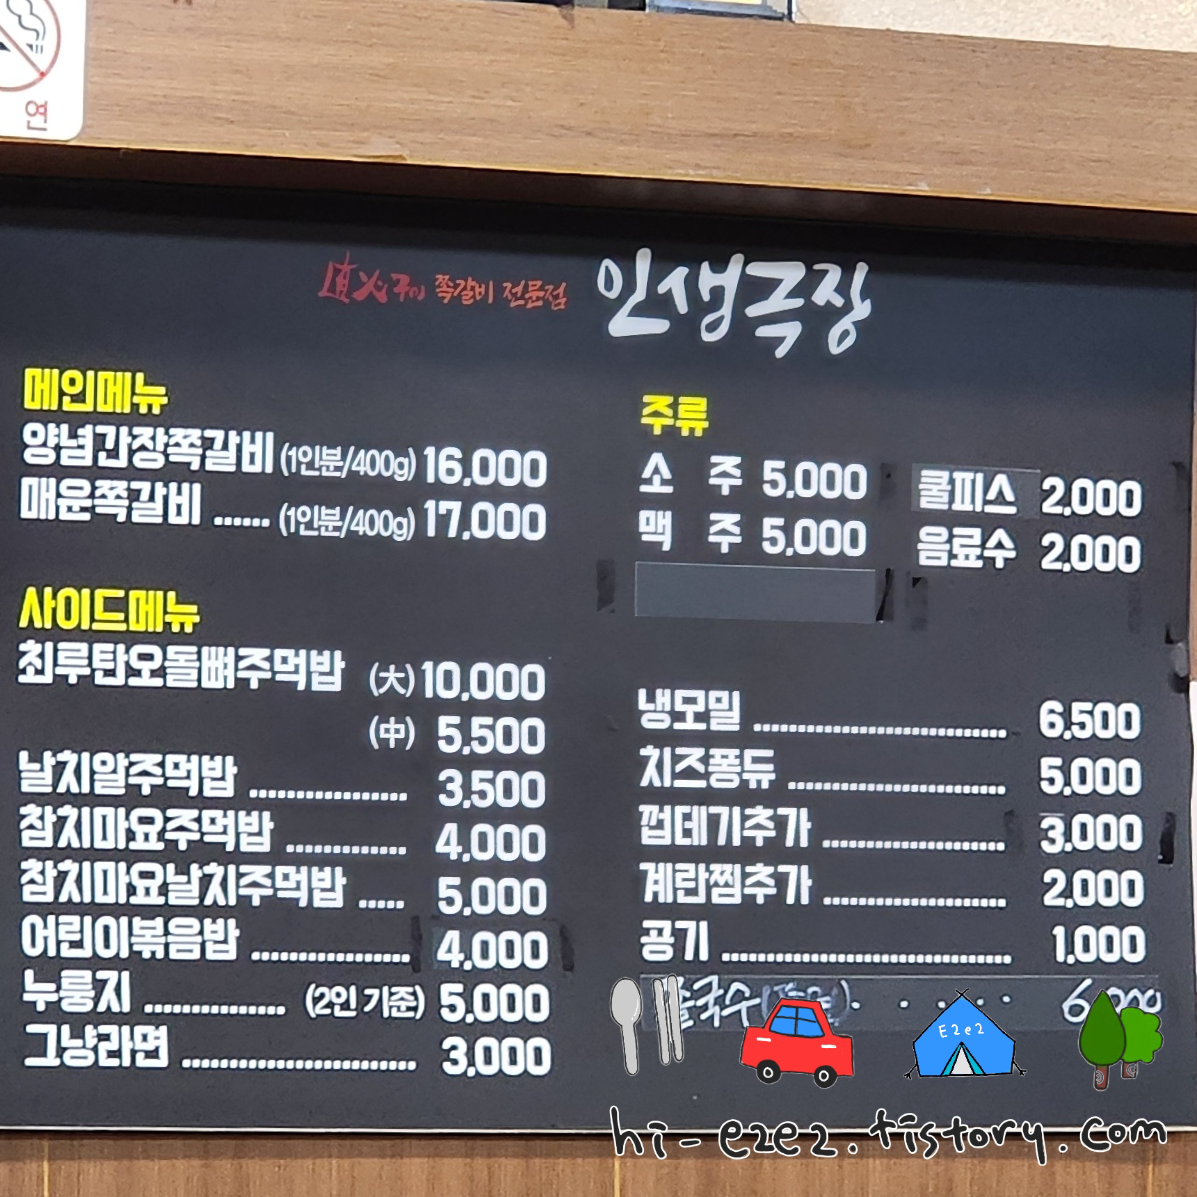 연
直火구이 쪽갈비 전문점 인생극장
메인메뉴
양념간장쪽갈비 (1인분/400g) 16,000
매운쪽갈비 ...... (1인분/400g) 17,000
사이드메뉴
최루탄오돌뼈주먹밥 (大) 10,000
(中) 5,500
날치알주먹밥 ................. 3,500
참치마요주먹밥 ............. 4,000
참치마요날치주먹밥 ..... 5,000
어린이볶음밥 ................. 4,000
누룽지 ............... (2인 기준) 5,000
그냥라면 ......................... 3,000
주류
소 주 5,000
맥 주 5,000
쿨피스 2,000
음료수 2,000
냉모밀 ........................... 6,500
치즈퐁듀 ....................... 5,000
껍데기추가 ................... 3,000
계란찜추가 ................... 2,000
공기 ............................... 1,000
국수
E2e2
hi-e2e2.tistory.com